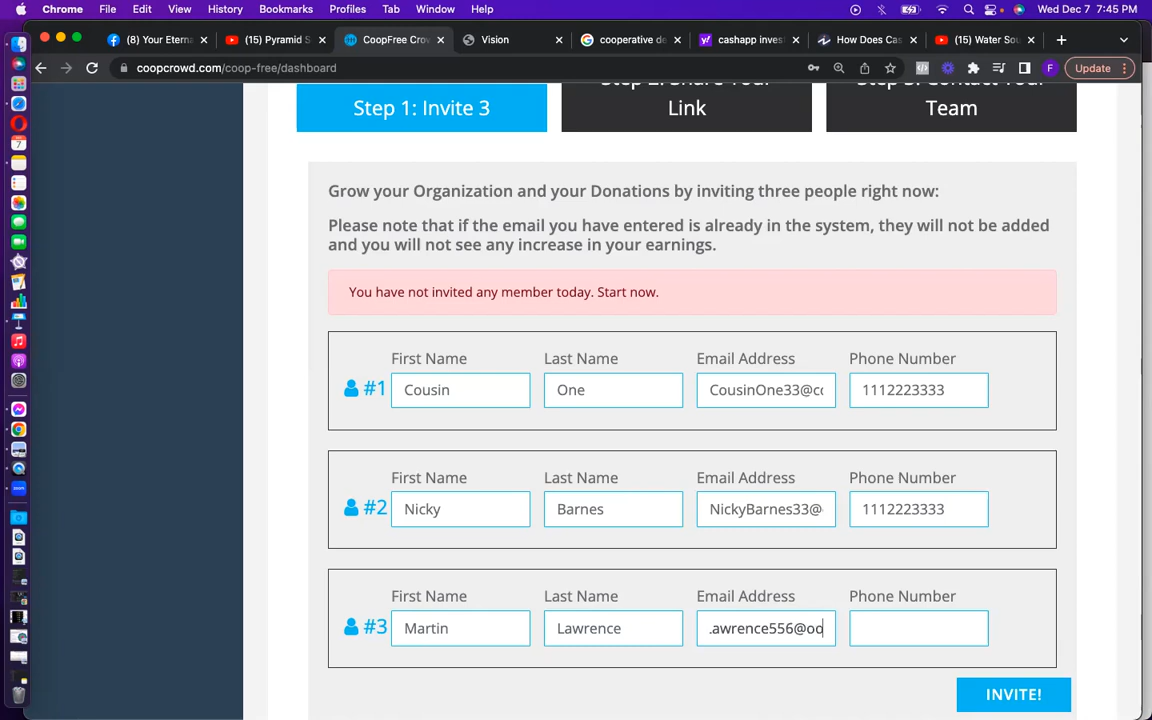 Chrome File Edit View History Bookmarks Profiles Tab Window Help Wed Dec 7 7:45 PM
(8) Your Eterna (15) Pyramid S CoopFree Crow Vision cooperative de cashapp inves How Does Cas (15) Water Sou
coopcrowd.com/coop-free/dashboard F Update
Step 1: Invite 3
Link
Team
Grow your Organization and your Donations by inviting three people right now:
Please note that if the email you have entered is already in the system, they will not be added
and you will not see any increase in your earnings.
You have not invited any member today. Start now.
First Name Last Name Email Address Phone Number
#1 Cousin One CousinOne33@co 1112223333
First Name Last Name Email Address Phone Number
#2 Nicky Barnes NickyBarnes33@ 1112223333
First Name Last Name Email Address Phone Number
#3 Martin Lawrence .awrence556@oo
INVITE!